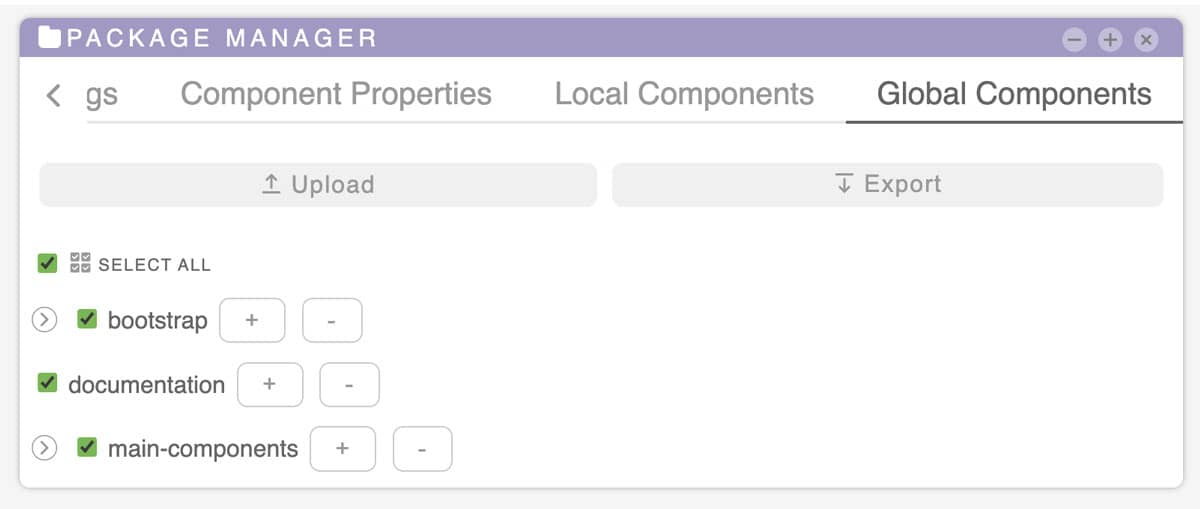 PACKAGE MANAGER
gs Component Properties Local Components Global Components
Upload Export
SELECT ALL
bootstrap + -
documentation + -
main-components + -